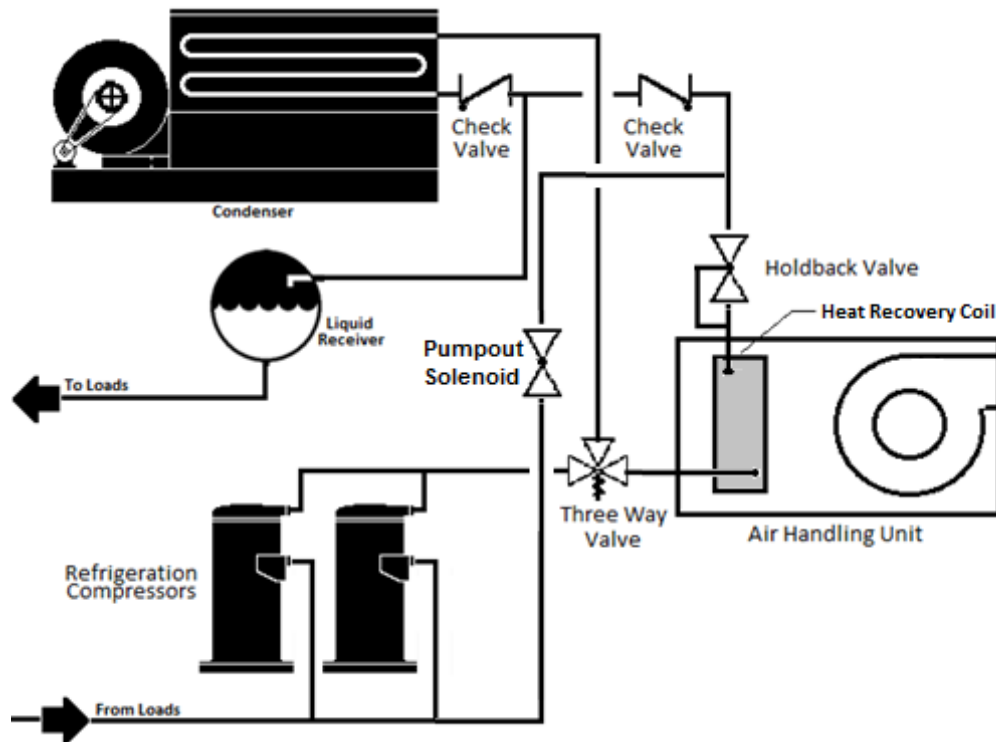 Check
Valve
Check
Valve
Condenser
Holdback Valve
Heat Recovery Coil
Liquid
Receiver
Pumpout
Solenoid
To Loads
Three Way
Valve
Air Handling Unit
Refrigeration
Compressors
From Loads